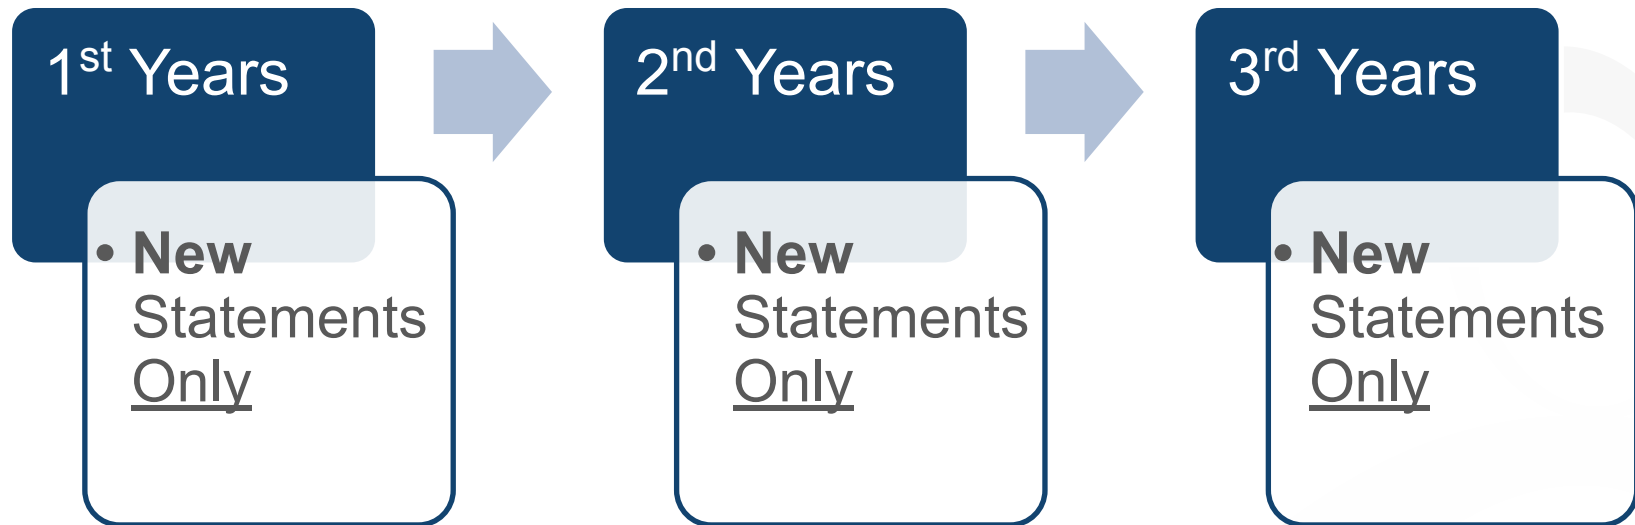 1st Years
• New
Statements
Only
2nd Years
• New
Statements
Only
3rd Years
• New
Statements
Only